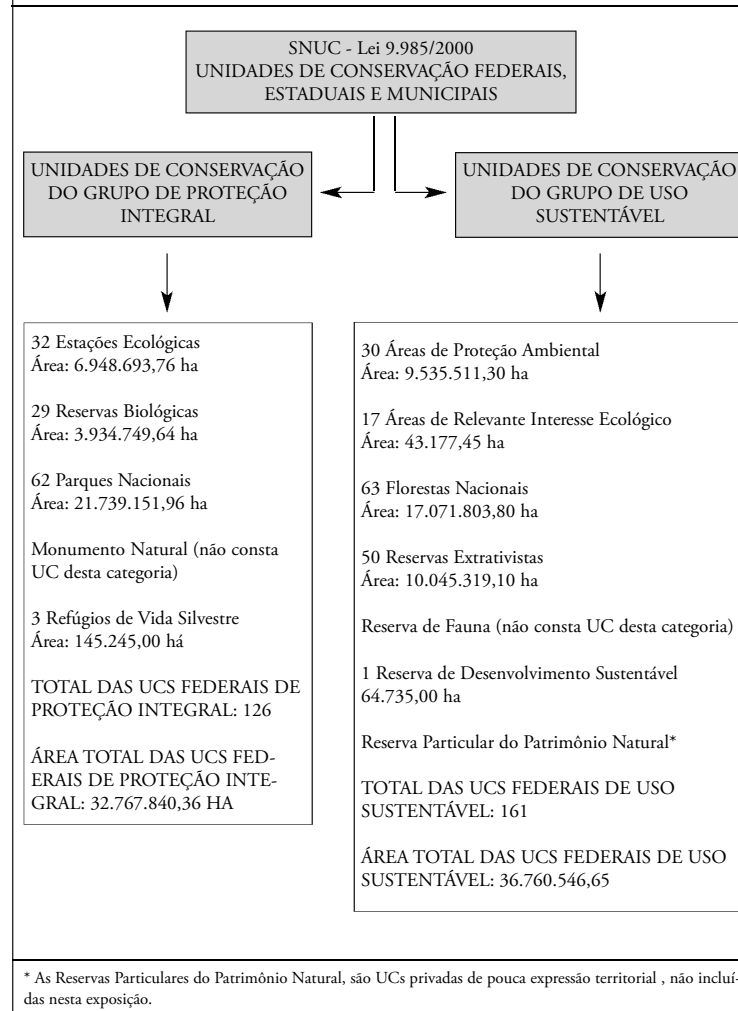 SNUC - Lei 9.985/2000
UNIDADES DE CONSERVAÇÃO FEDERAIS,
ESTADUAIS E MUNICIPAIS
UNIDADES DE CONSERVAÇÃO
DO GRUPO DE PROTEÇÃO
INTEGRAL
UNIDADES DE CONSERVAÇÃO
DO GRUPO DE USO
SUSTENTÁVEL
32 Estações Ecológicas
Área: 6.948.693,76 ha
29 Reservas Biológicas
Área: 3.934.749,64 ha
62 Parques Nacionais
Área: 21.739.151,96 ha
Monumento Natural (não consta
UC desta categoria)
3 Refúgios de Vida Silvestre
Área: 145.245,00 há
TOTAL DAS UCS FEDERAIS DE
PROTEÇÃO INTEGRAL: 126
ÁREA TOTAL DAS UCS FED-
ERAIS DE PROTEÇÃO INTE-
GRAL: 32.767.840,36 HA
30 Áreas de Proteção Ambiental
Área: 9.535.511,30 ha
17 Áreas de Relevante Interesse Ecológico
Área: 43.177,45 ha
63 Florestas Nacionais
Área: 17.071.803,80 ha
50 Reservas Extrativistas
Área: 10.045.319,10 ha
Reserva de Fauna (não consta UC desta categoria)
1 Reserva de Desenvolvimento Sustentável
64.735,00 ha
Reserva Particular do Patrimônio Natural*
TOTAL DAS UCS FEDERAIS DE USO
SUSTENTÁVEL: 161
ÁREA TOTAL DAS UCS FEDERAIS DE USO
SUSTENTÁVEL: 36.760.546,65
* As Reservas Particulares do Patrimônio Natural, são UCs privadas de pouca expressão territorial , não incluí-
das nesta exposição.